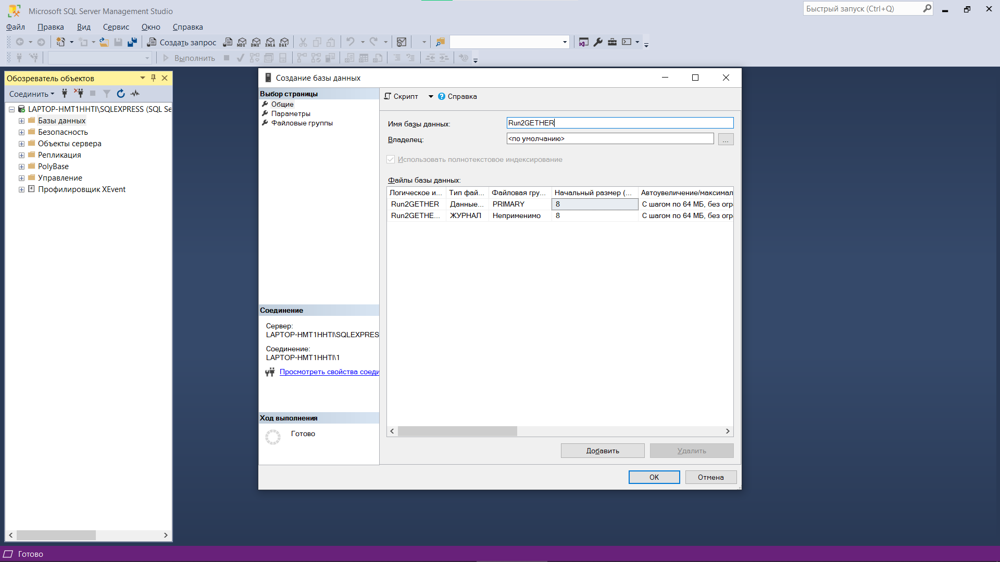 Microsoft SQL Server Management Studio
Быстрый запуск (Ctrl+Q)
Файл Правка Вид Сервис Окно Справка
Создать запрос MDX DMX XMLA DAX
Выполнить
Обозреватель объектов
Соединить
LAPTOP-HMT1HHTI\SQLEXPRESS (SQL Se
Базы данных
Безопасность
Объекты сервера
Репликация
PolyBase
Управление
Профилировщик XEvent
Создание базы данных
Выбор страницы
Общие
Параметры
Файловые группы
Соединение
Сервер:
LAPTOP-HMT1HHTI\SQLEXPRES
Соединение:
LAPTOP-HMT1HHTI\1
Просмотреть свойства соеди
Ход выполнения
Готово
Скрипт Справка
Имя базы данных: Run2GETHER
Владелец: <по умолчанию> ...
Использовать полнотекстовое индексирование
Файлы базы данных:
Логическое и... Тип фай... Файловая гру... Начальный размер (... Автоувеличение/максимал
Run2GETHER Данные... PRIMARY 8 С шагом по 64 МБ, без огр
Run2GETHE... ЖУРНАЛ Неприменимо 8 С шагом по 64 МБ, без огр
Добавить Удалить
ОК Отмена
Готово